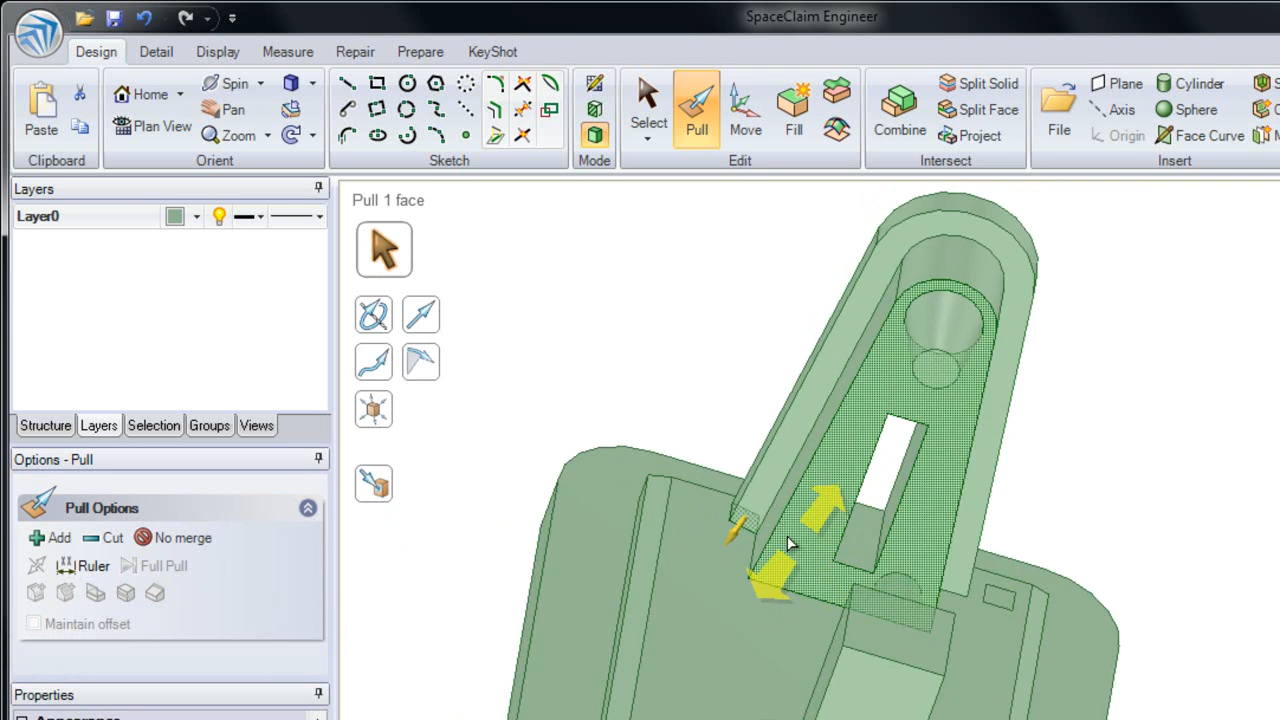 SpaceClaim Engineer
Design Detail Display Measure Repair Prepare KeyShot
Paste
Clipboard
Home Spin
Plan View Pan
Zoom
Orient
Sketch
Mode
Select Pull Move Fill
Edit
Combine Split Solid
Split Face
Project
Intersect
File Plane Cylinder
Axis Sphere
Origin Face Curve
Insert
Layers
Layer0
Structure Layers Selection Groups Views
Options - Pull
Pull Options
Add Cut No merge
Ruler Full Pull
Maintain offset
Properties
Pull 1 face